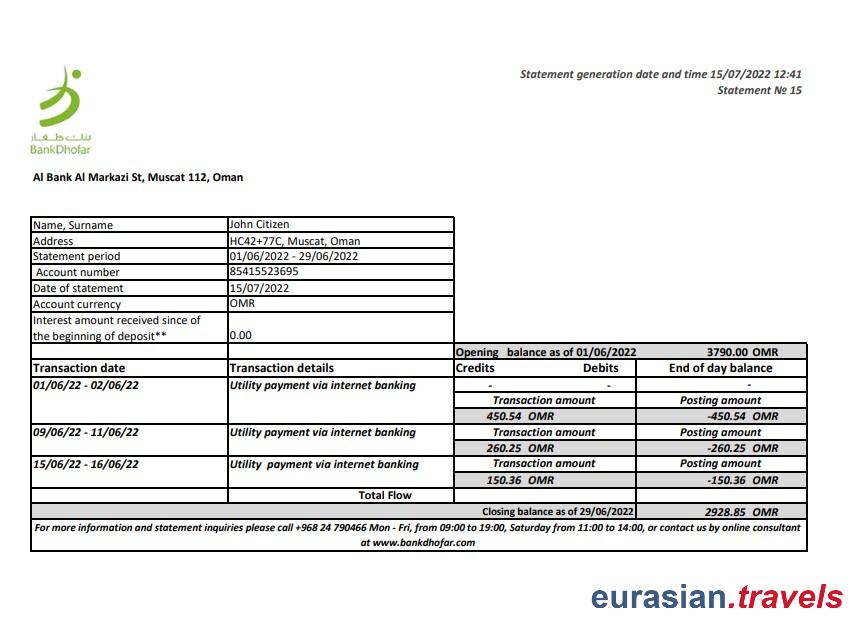 Statement generation date and time 15/07/2022 12:41
Statement № 15
بنك ظفار
BankDhofar
Al Bank Al Markazi St, Muscat 112, Oman
Name, Surname John Citizen
Address HC42+77C, Muscat, Oman
Statement period 01/06/2022 - 29/06/2022
Account number 85415523695
Date of statement 15/07/2022
Account currency OMR
Interest amount received since of
the beginning of deposit** 0.00
Opening balance as of 01/06/2022 3790.00 OMR
Transaction date Transaction details Credits Debits End of day balance
01/06/22 - 02/06/22 Utility payment via internet banking - - -
Transaction amount Posting amount
450.54 OMR -450.54 OMR
09/06/22 - 11/06/22 Utility payment via internet banking Transaction amount Posting amount
260.25 OMR -260.25 OMR
15/06/22 - 16/06/22 Utility payment via internet banking Transaction amount Posting amount
150.36 OMR -150.36 OMR
Total Flow
Closing balance as of 29/06/2022 2928.85 OMR
For more information and statement inquiries please call +968 24 790466 Mon - Fri, from 09:00 to 19:00, Saturday from 11:00 to 14:00, or contact us by online consultant
at www.bankdhofar.com
eurasian.travels